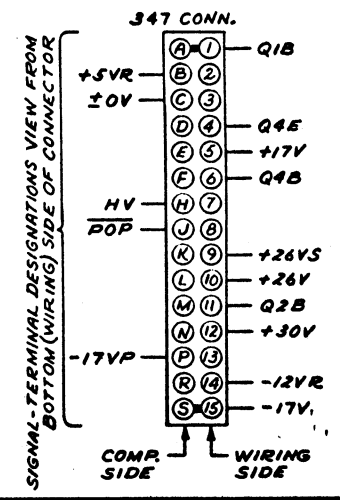 347 CONN.
SIGNAL-TERMINAL DESIGNATIONS VIEW FROM
BOTTOM (WIRING) SIDE OF CONNECTOR
A 1 Q1B
+5VR B 2
±0V C 3
D 4 Q4E
E 5 +17V
F 6 Q4B
HV H 7
POP J 8
K 9 +26VS
L 10 +26V
M 11 Q2B
N 12 +30V
-17VP P 13
R 14 -12VR
S 15 -17V
COMP. SIDE
WIRING SIDE